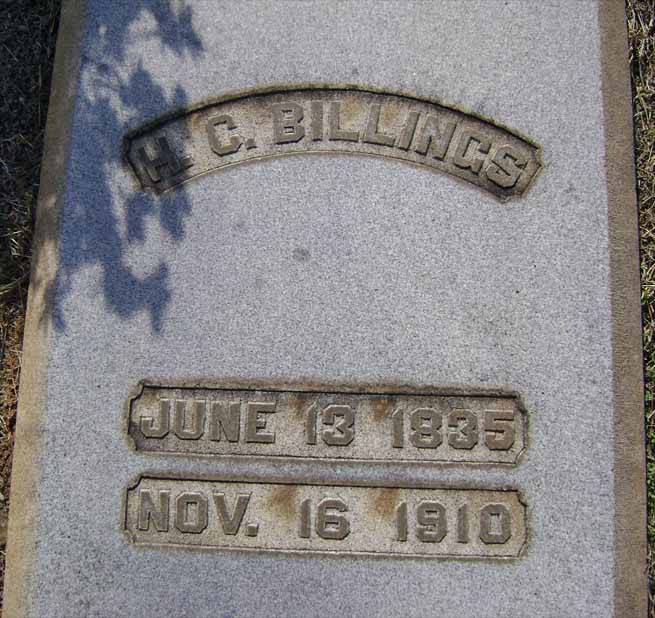 H. C. BILLINGS
JUNE 13 1835
NOV. 16 1910